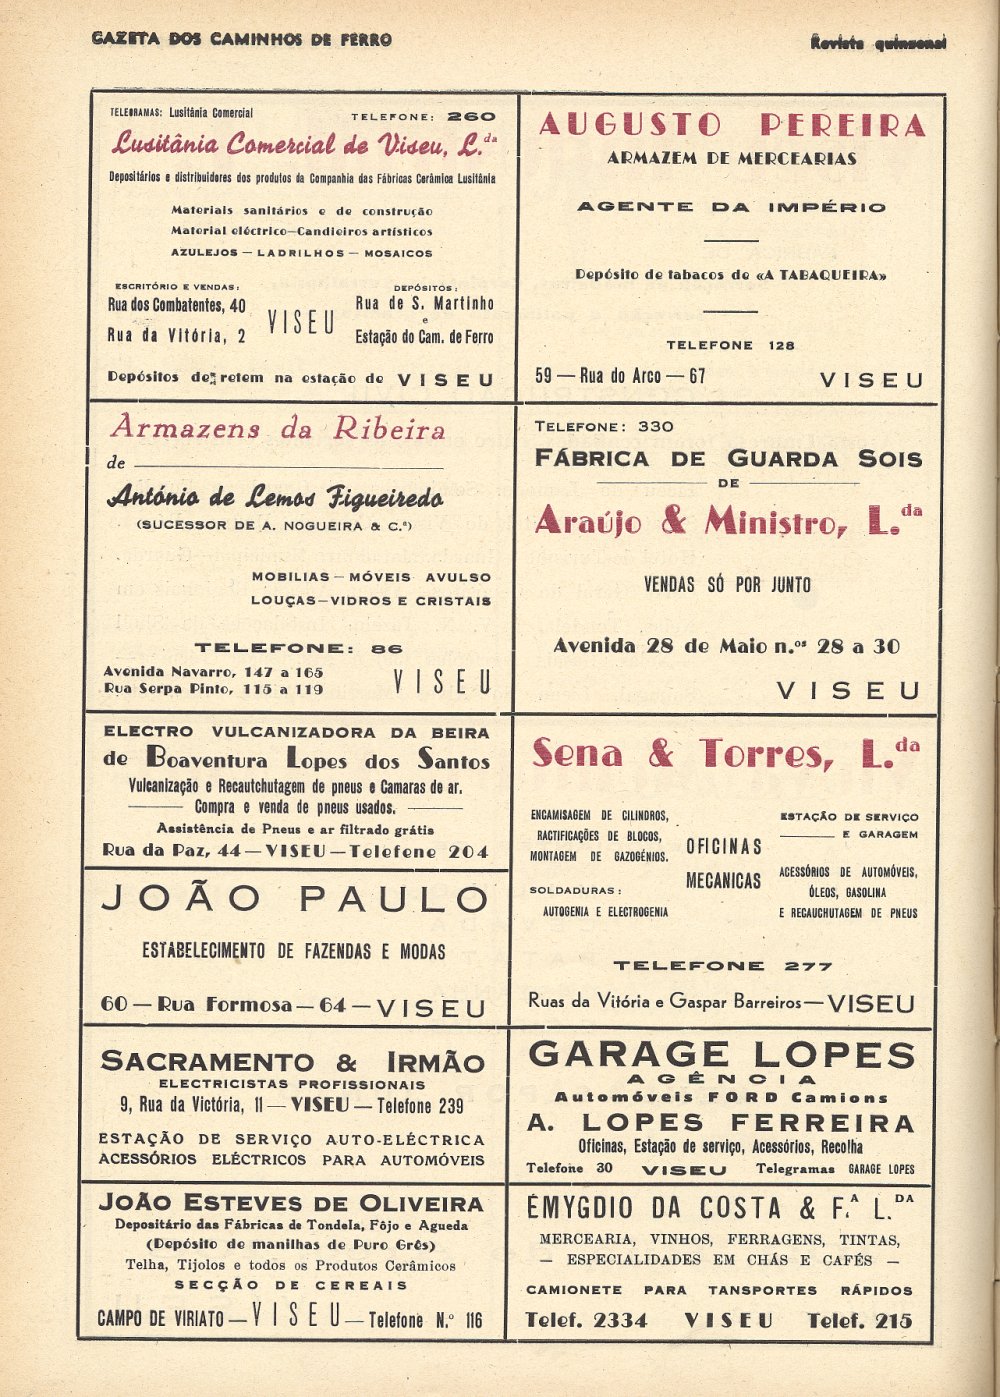 GAZETA DOS CAMINHOS DE FERRO
Revista quinzenal
TELEGRAMAS: Lusitânia Comercial
TELEFONE: 260
Lusitânia Comercial de Viseu, L.da
Depositários e distribuidores dos produtos da Companhia das Fábricas Cerâmica Lusitânia
Materiais sanitários e de construção
Material eléctrico—Candieiros artísticos
AZULEJOS — LADRILHOS — MOSAICOS
ESCRITÓRIO E VENDAS:
Rua dos Combatentes, 40
Rua da Vitória, 2
VISEU
DEPÓSITOS:
Rua de S. Martinho
e
Estação do Cam. de Ferro
Depósitos de retem na estação de VISEU
AUGUSTO PEREIRA
ARMAZEM DE MERCEARIAS
AGENTE DA IMPÉRIO
Depósito de tabacos de «A TABAQUEIRA»
TELEFONE 128
59 — Rua do Arco — 67
VISEU
Armazens da Ribeira
de
António de Lemos Figueiredo
(SUCESSOR DE A. NOGUEIRA & C.ª)
MOBILIAS — MÓVEIS AVULSO
LOUÇAS—VIDROS E CRISTAIS
TELEFONE: 86
Avenida Navarro, 147 a 165
Rua Serpa Pinto, 115 a 119
VISEU
TELEFONE: 330
FÁBRICA DE GUARDA SOIS
DE
Araújo & Ministro, L.da
VENDAS SÓ POR JUNTO
Avenida 28 de Maio n.os 28 a 30
VISEU
ELECTRO VULCANIZADORA DA BEIRA
de Boaventura Lopes dos Santos
Vulcanização e Recautchutagem de pneus e Camaras de ar.
Compra e venda de pneus usados.
Assistência de Pneus e ar filtrado grátis
Rua da Paz, 44—VISEU—Telefene 204
Sena & Torres, L.da
ENCAMISAGEM DE CILINDROS,
RACTIFICAÇÕES DE BLOCOS,
MONTAGEM DE GAZOGÉNIOS.
SOLDADURAS:
AUTOGENIA E ELECTROGENIA
OFICINAS
MECANICAS
ESTAÇÃO DE SERVIÇO
E GARAGEM
ACESSÓRIOS DE AUTOMÓVEIS,
ÓLEOS, GASOLINA
E RECAUCHUTAGEM DE PNEUS
TELEFONE 277
Ruas da Vitória e Gaspar Barreiros—VISEU
JOÃO PAULO
ESTABELECIMENTO DE FAZENDAS E MODAS
60 — Rua Formosa — 64 — VISEU
SACRAMENTO & IRMÃO
ELECTRICISTAS PROFISSIONAIS
9, Rua da Victória, 11 — VISEU — Telefone 239
ESTAÇÃO DE SERVIÇO AUTO-ELÉCTRICA
ACESSÓRIOS ELÉCTRICOS PARA AUTOMÓVEIS
GARAGE LOPES
AGÊNCIA
Automóveis FORD Camions
A. LOPES FERREIRA
Oficinas, Estação de serviço, Acessórios, Recolha
Telefone 30 VISEU Telegramas GARAGE LOPES
JOÃO ESTEVES DE OLIVEIRA
Depositário das Fábricas de Tondela, Fôjo e Agueda
(Depósito de manilhas de Puro Grês)
Telha, Tijolos e todos os Produtos Cerâmicos
SECÇÃO DE CEREAIS
CAMPO DE VIRIATO — VISEU — Telefone N.º 116
ÉMYGDIO DA COSTA & F.A L.DA
MERCEARIA, VINHOS, FERRAGENS, TINTAS,
— ESPECIALIDADES EM CHÁS E CAFÉS —
CAMIONETE PARA TANSPORTES RÁPIDOS
Telef. 2334 VISEU Telef. 215